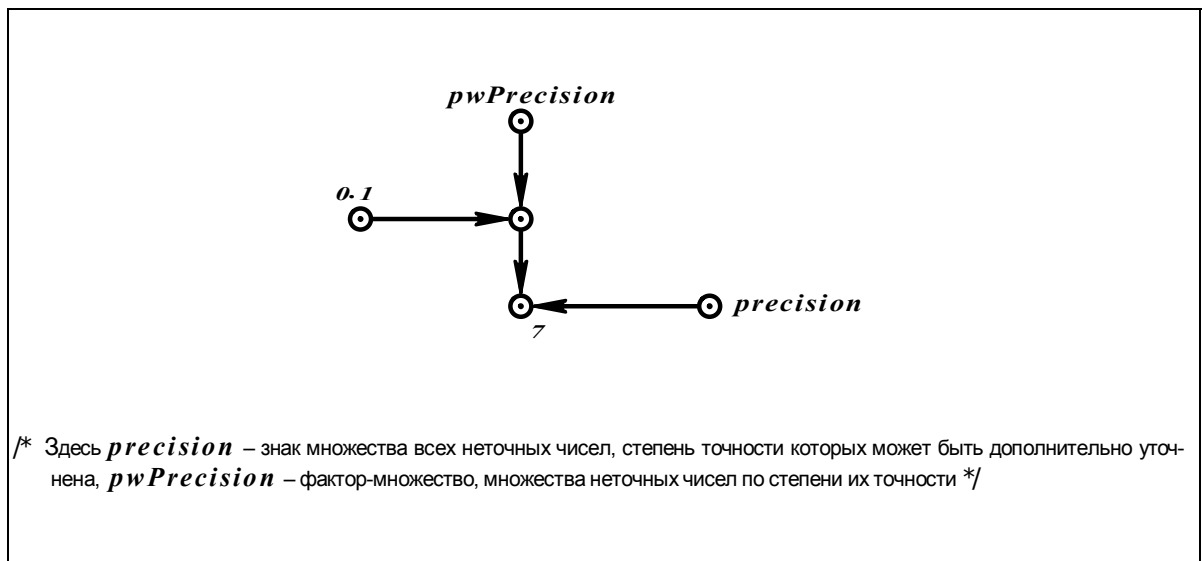 pwPrecision
0.1
precision
7
/* Здесь precision – знак множества всех неточных чисел, степень точности которых может быть дополнительно уточ-
нена, pwPrecision – фактор-множество, множества неточных чисел по степени их точности */